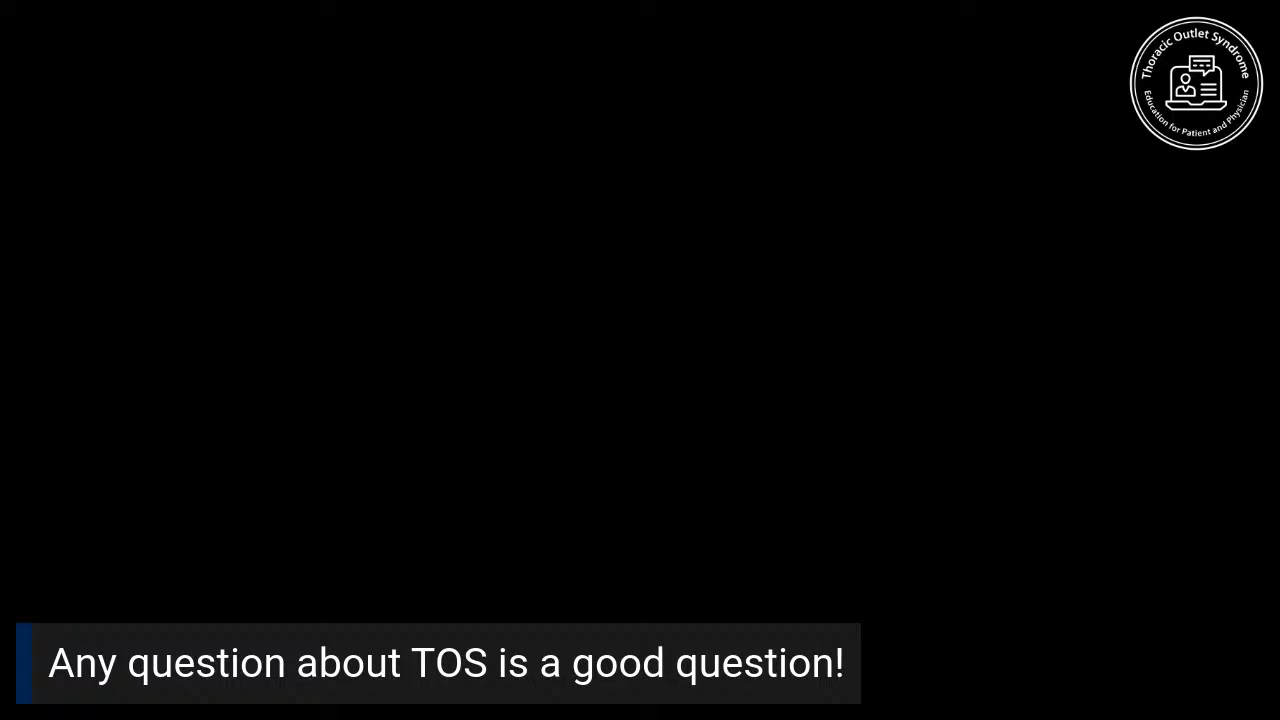 Thoracic Outlet Syndrome
Education for Patient and Physician
Any question about TOS is a good question!